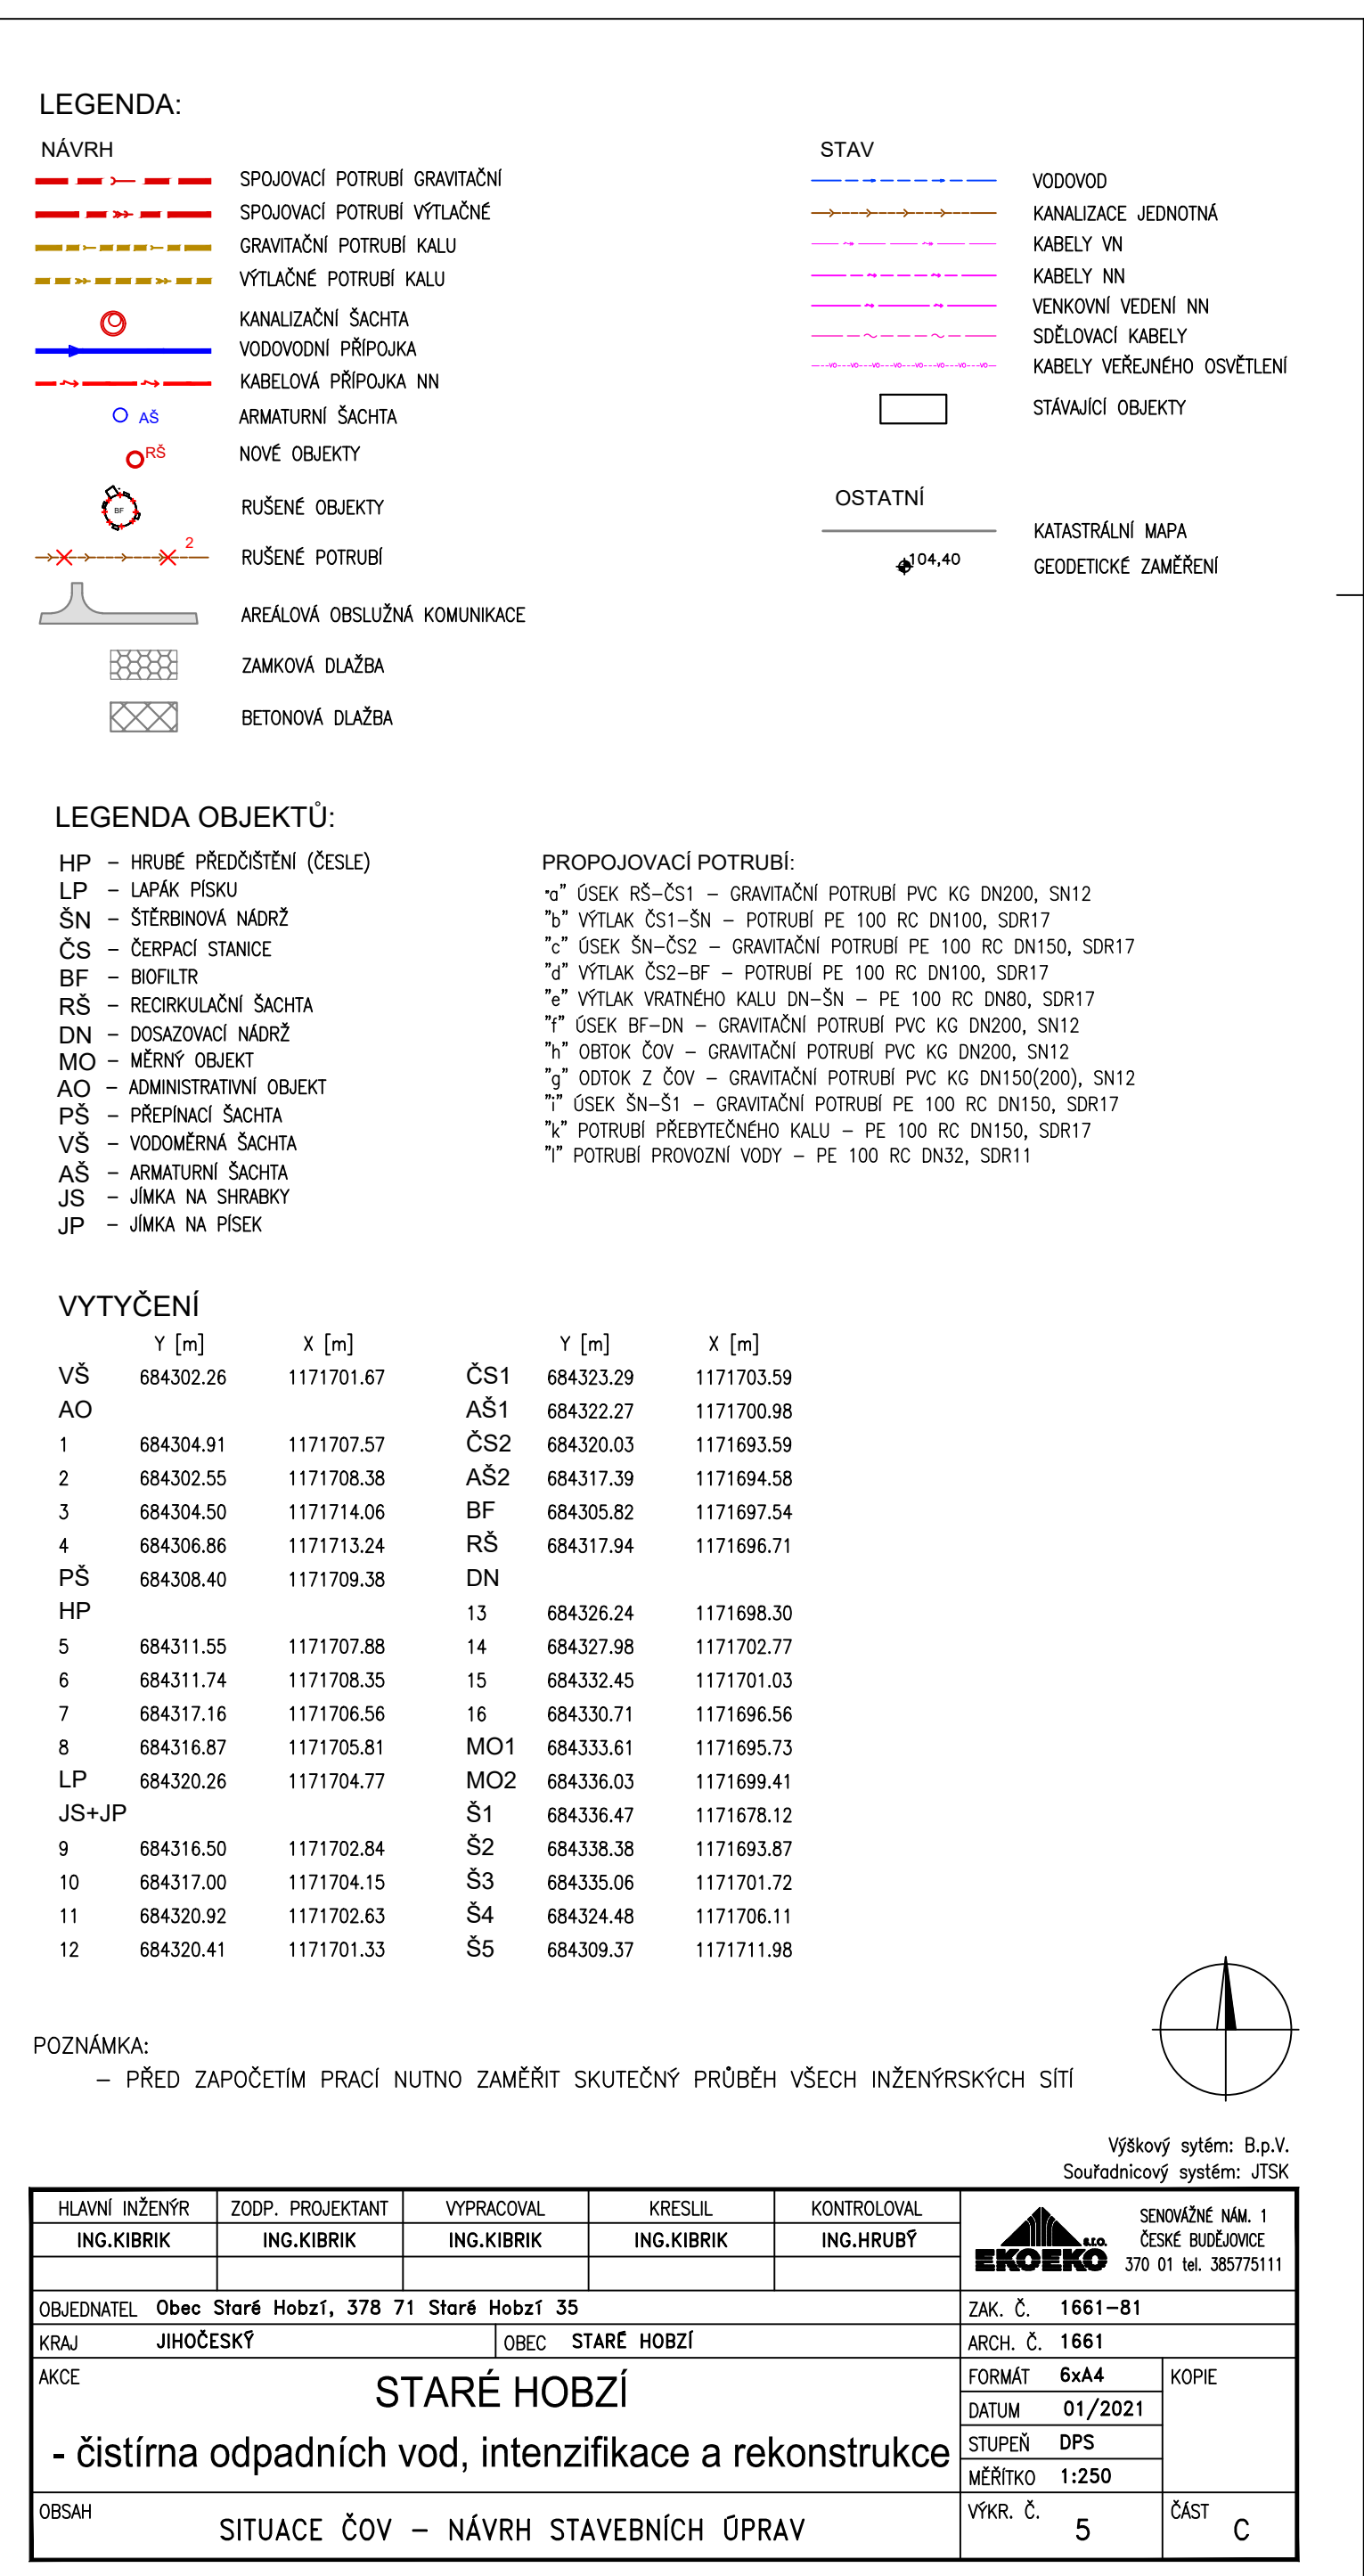 LEGENDA:
NÁVRH
SPOJOVACÍ POTRUBÍ GRAVITAČNÍ
SPOJOVACÍ POTRUBÍ VÝTLAČNÉ
GRAVITAČNÍ POTRUBÍ KALU
VÝTLAČNÉ POTRUBÍ KALU
KANALIZAČNÍ ŠACHTA
VODOVODNÍ PŘÍPOJKA
KABELOVÁ PŘÍPOJKA NN
AŠ ARMATURNÍ ŠACHTA
RŠ NOVÉ OBJEKTY
BF RUŠENÉ OBJEKTY
2 RUŠENÉ POTRUBÍ
AREÁLOVÁ OBSLUŽNÁ KOMUNIKACE
ZAMKOVÁ DLAŽBA
BETONOVÁ DLAŽBA
STAV
VODOVOD
KANALIZACE JEDNOTNÁ
KABELY VN
KABELY NN
VENKOVNÍ VEDENÍ NN
SDĚLOVACÍ KABELY
VO VO VO VO VO VO VO VO KABELY VEŘEJNÉHO OSVĚTLENÍ
STÁVAJÍCÍ OBJEKTY
OSTATNÍ
KATASTRÁLNÍ MAPA
104,40 GEODETICKÉ ZAMĚŘENÍ
LEGENDA OBJEKTŮ:
HP – HRUBÉ PŘEDČIŠTĚNÍ (ČESLE)
LP – LAPÁK PÍSKU
ŠN – ŠTĚRBINOVÁ NÁDRŽ
ČS – ČERPACÍ STANICE
BF – BIOFILTR
RŠ – RECIRKULAČNÍ ŠACHTA
DN – DOSAZOVACÍ NÁDRŽ
MO – MĚRNÝ OBJEKT
AO – ADMINISTRATIVNÍ OBJEKT
PŠ – PŘEPÍNACÍ ŠACHTA
VŠ – VODOMĚRNÁ ŠACHTA
AŠ – ARMATURNÍ ŠACHTA
JS – JÍMKA NA SHRABKY
JP – JÍMKA NA PÍSEK
PROPOJOVACÍ POTRUBÍ:
"a" ÚSEK RŠ–ČS1 – GRAVITAČNÍ POTRUBÍ PVC KG DN200, SN12
"b" VÝTLAK ČS1–ŠN – POTRUBÍ PE 100 RC DN100, SDR17
"c" ÚSEK ŠN–ČS2 – GRAVITAČNÍ POTRUBÍ PE 100 RC DN150, SDR17
"d" VÝTLAK ČS2–BF – POTRUBÍ PE 100 RC DN100, SDR17
"e" VÝTLAK VRATNÉHO KALU DN–ŠN – PE 100 RC DN80, SDR17
"f" ÚSEK BF–DN – GRAVITAČNÍ POTRUBÍ PVC KG DN200, SN12
"h" OBTOK ČOV – GRAVITAČNÍ POTRUBÍ PVC KG DN200, SN12
"g" ODTOK Z ČOV – GRAVITAČNÍ POTRUBÍ PVC KG DN150(200), SN12
"i" ÚSEK ŠN–Š1 – GRAVITAČNÍ POTRUBÍ PE 100 RC DN150, SDR17
"k" POTRUBÍ PŘEBYTEČNÉHO KALU – PE 100 RC DN150, SDR17
"l" POTRUBÍ PROVOZNÍ VODY – PE 100 RC DN32, SDR11
VYTYČENÍ
Y [m] X [m] Y [m] X [m]
VŠ 684302.26 1171701.67 ČS1 684323.29 1171703.59
AO AŠ1 684322.27 1171700.98
1 684304.91 1171707.57 ČS2 684320.03 1171693.59
2 684302.55 1171708.38 AŠ2 684317.39 1171694.58
3 684304.50 1171714.06 BF 684305.82 1171697.54
4 684306.86 1171713.24 RŠ 684317.94 1171696.71
PŠ 684308.40 1171709.38 DN
HP 13 684326.24 1171698.30
5 684311.55 1171707.88 14 684327.98 1171702.77
6 684311.74 1171708.35 15 684332.45 1171701.03
7 684317.16 1171706.56 16 684330.71 1171696.56
8 684316.87 1171705.81 MO1 684333.61 1171695.73
LP 684320.26 1171704.77 MO2 684336.03 1171699.41
JS+JP Š1 684336.47 1171678.12
9 684316.50 1171702.84 Š2 684338.38 1171693.87
10 684317.00 1171704.15 Š3 684335.06 1171701.72
11 684320.92 1171702.63 Š4 684324.48 1171706.11
12 684320.41 1171701.33 Š5 684309.37 1171711.98
POZNÁMKA:
– PŘED ZAPOČETÍM PRACÍ NUTNO ZAMĚŘIT SKUTEČNÝ PRŮBĚH VŠECH INŽENÝRSKÝCH SÍTÍ
Výškový sytém: B.p.V.
Souřadnicový systém: JTSK
HLAVNÍ INŽENÝR ZODP. PROJEKTANT VYPRACOVAL KRESLIL KONTROLOVAL
ING.KIBRIK ING.KIBRIK ING.KIBRIK ING.KIBRIK ING.HRUBÝ
EKOEKO s.r.o.
SENOVÁŽNÉ NÁM. 1
ČESKÉ BUDĚJOVICE
370 01 tel. 385775111
OBJEDNATEL Obec Staré Hobzí, 378 71 Staré Hobzí 35
ZAK. Č. 1661–81
KRAJ JIHOČESKÝ OBEC STARÉ HOBZÍ
ARCH. Č. 1661
AKCE STARÉ HOBZÍ
- čistírna odpadních vod, intenzifikace a rekonstrukce
FORMÁT 6xA4 KOPIE
DATUM 01/2021
STUPEŇ DPS
MĚŘÍTKO 1:250
OBSAH SITUACE ČOV – NÁVRH STAVEBNÍCH ÚPRAV
VÝKR. Č. 5 ČÁST C